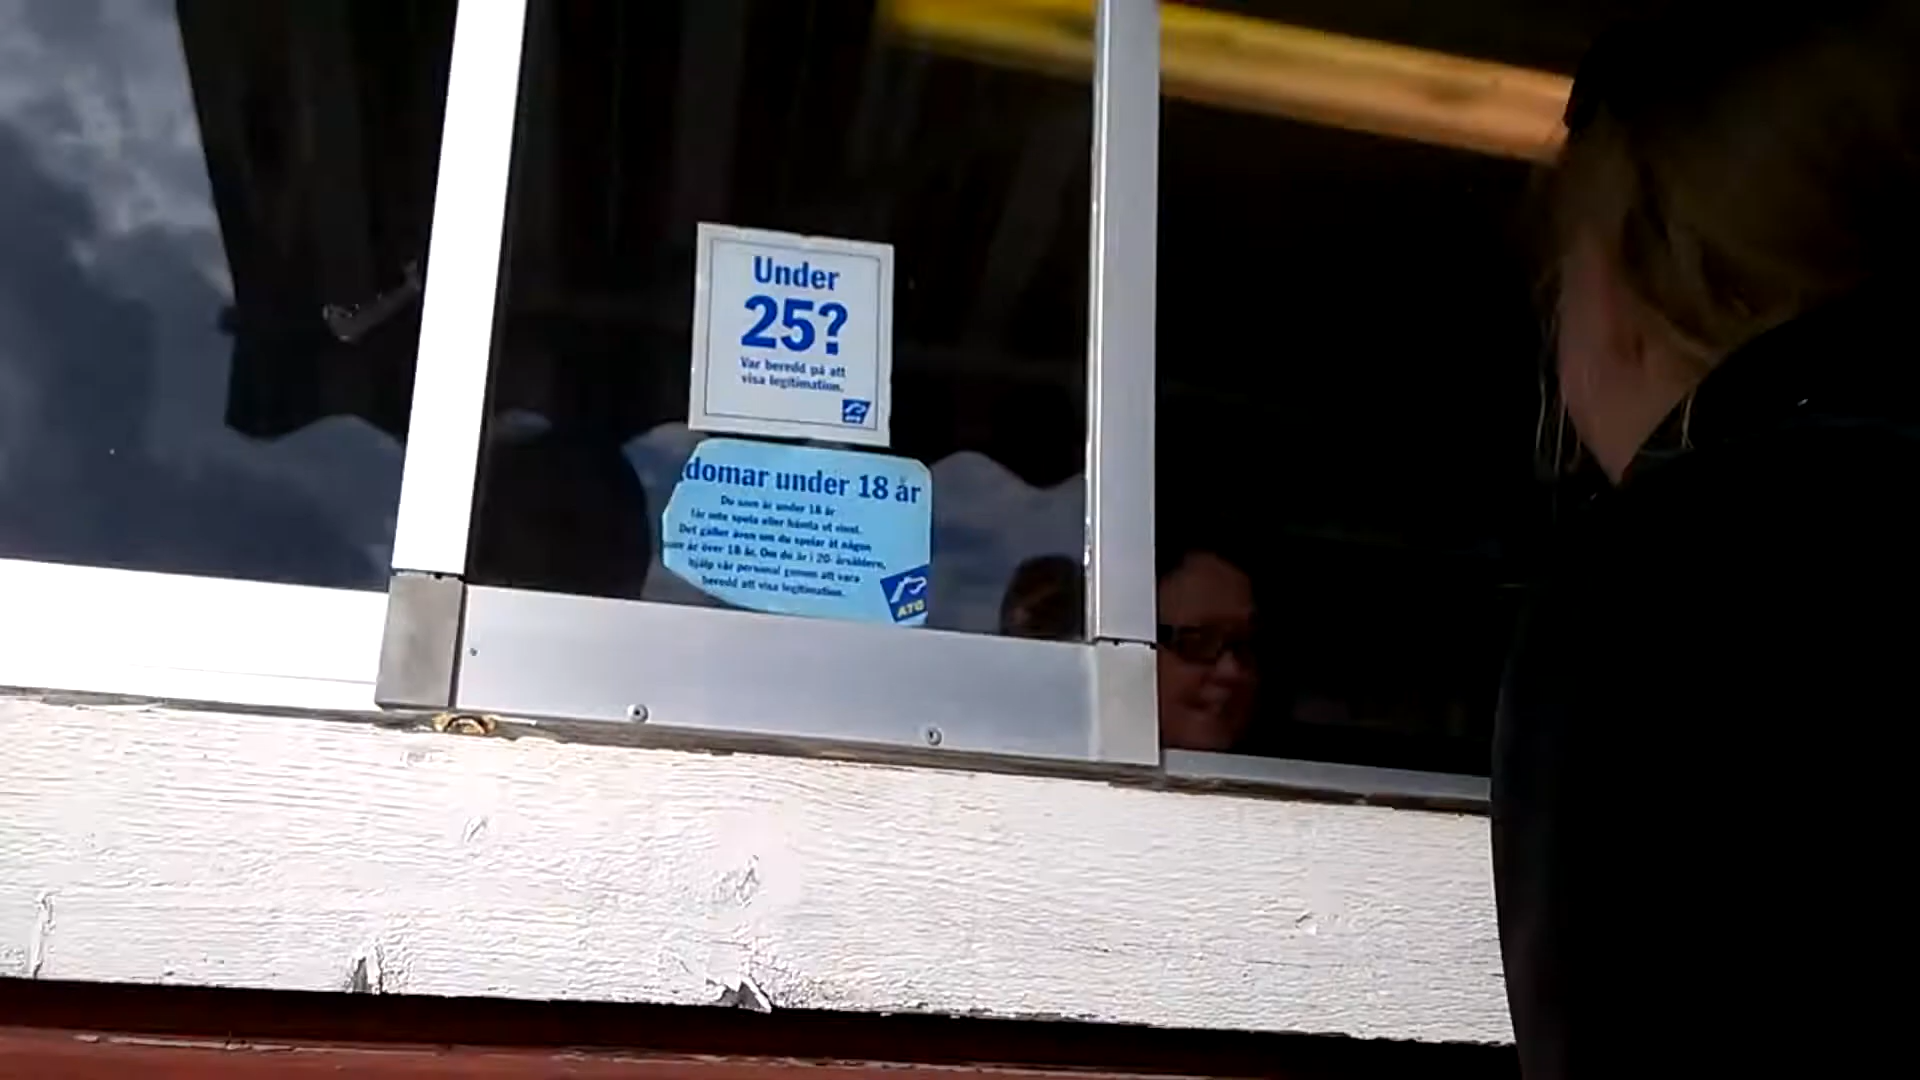 Under
25?
Var beredd på att
visa legitimation.
domar under 18 år
Du som är under 18 år
får inte spela eller hämta ut vinst.
Det gäller även om du spelar åt någon
som är över 18 år. Om du är i 20-årsåldern,
hjälp vår personal genom att vara
beredd att visa legitimation.
ATG